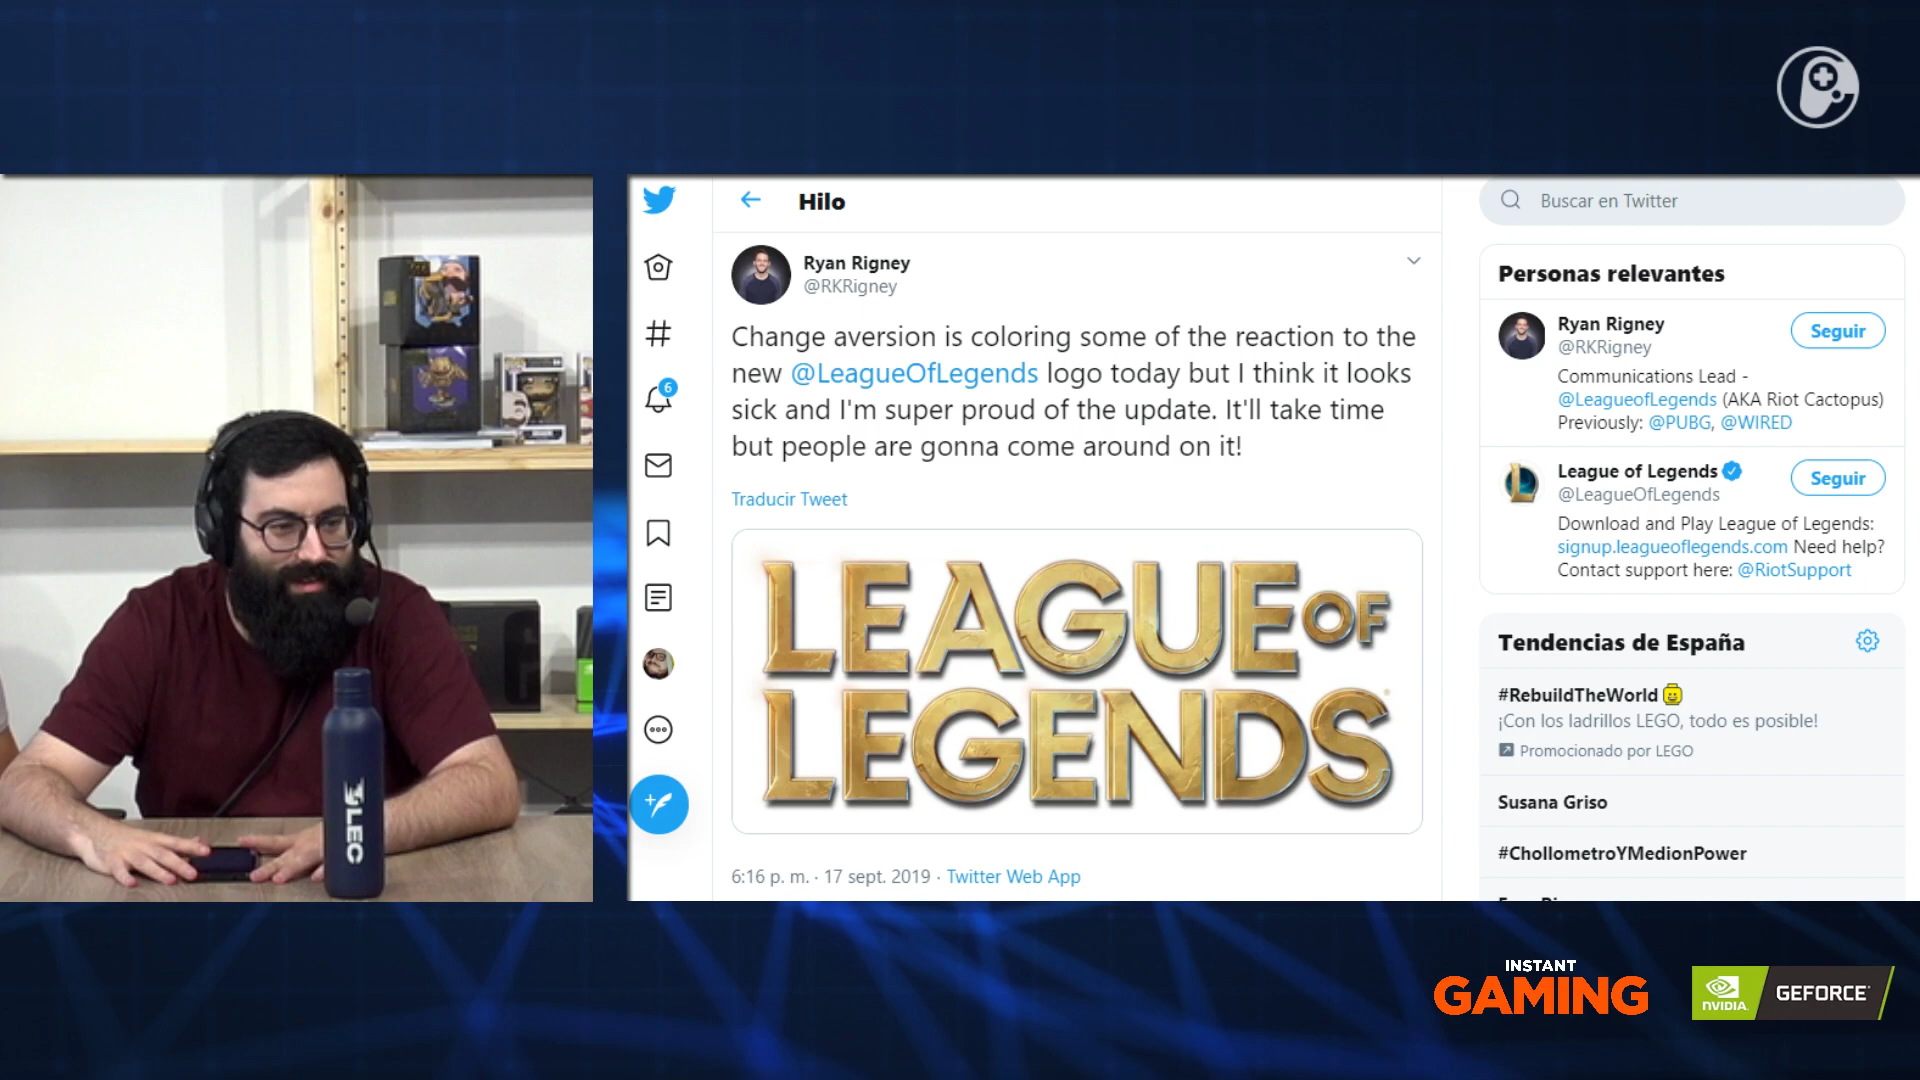 LEC
Hilo
Ryan Rigney
@RKRigney
Change aversion is coloring some of the reaction to the
new @LeagueOfLegends logo today but I think it looks
sick and I'm super proud of the update. It'll take time
but people are gonna come around on it!
Traducir Tweet
LEAGUE OF
LEGENDS
6:16 p. m. · 17 sept. 2019 · Twitter Web App
6
Buscar en Twitter
Personas relevantes
Ryan Rigney
@RKRigney
Seguir
Communications Lead -
@LeagueofLegends (AKA Riot Cactopus)
Previously: @PUBG, @WIRED
League of Legends
@LeagueOfLegends
Seguir
Download and Play League of Legends:
signup.leagueoflegends.com Need help?
Contact support here: @RiotSupport
Tendencias de España
#RebuildTheWorld
¡Con los ladrillos LEGO, todo es posible!
Promocionado por LEGO
Susana Griso
#ChollometroYMedionPower
INSTANT
GAMING
NVIDIA.
GEFORCE